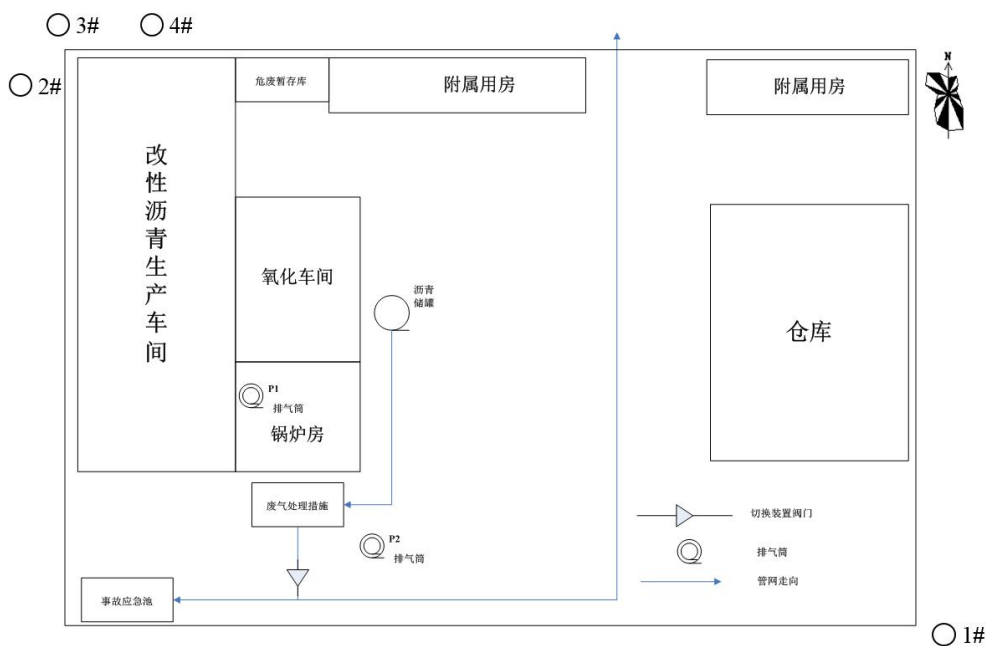 3#
4#
2#
危废暂存库
附属用房
附属用房
N
改性沥青生产车间
氧化车间
沥青
储罐
仓库
P1
排气筒
锅炉房
废气处理措施
P2
排气筒
切换装置阀门
排气筒
管网走向
事故应急池
1#